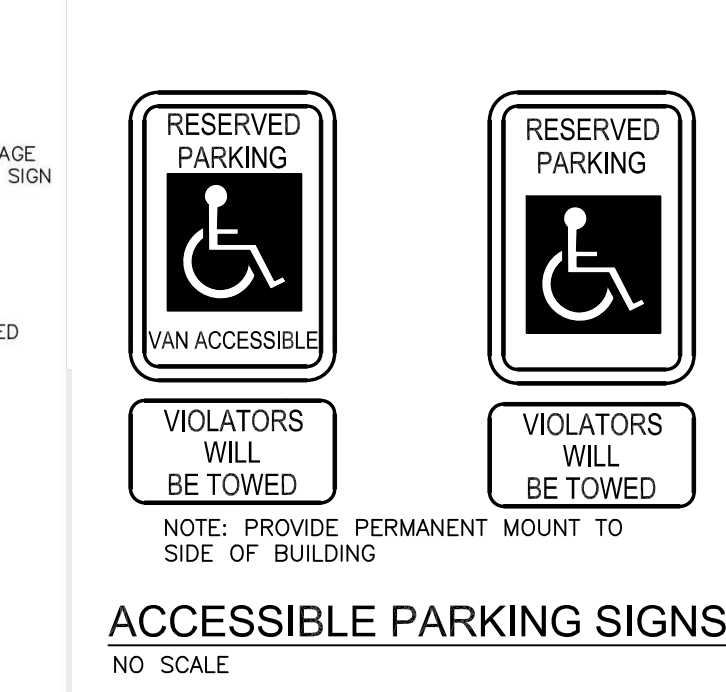 AGE
SIGN
ED
RESERVED
PARKING
VAN ACCESSIBLE
VIOLATORS
WILL
BE TOWED
RESERVED
PARKING
VIOLATORS
WILL
BE TOWED
NOTE: PROVIDE PERMANENT MOUNT TO
SIDE OF BUILDING
ACCESSIBLE PARKING SIGNS
NO SCALE